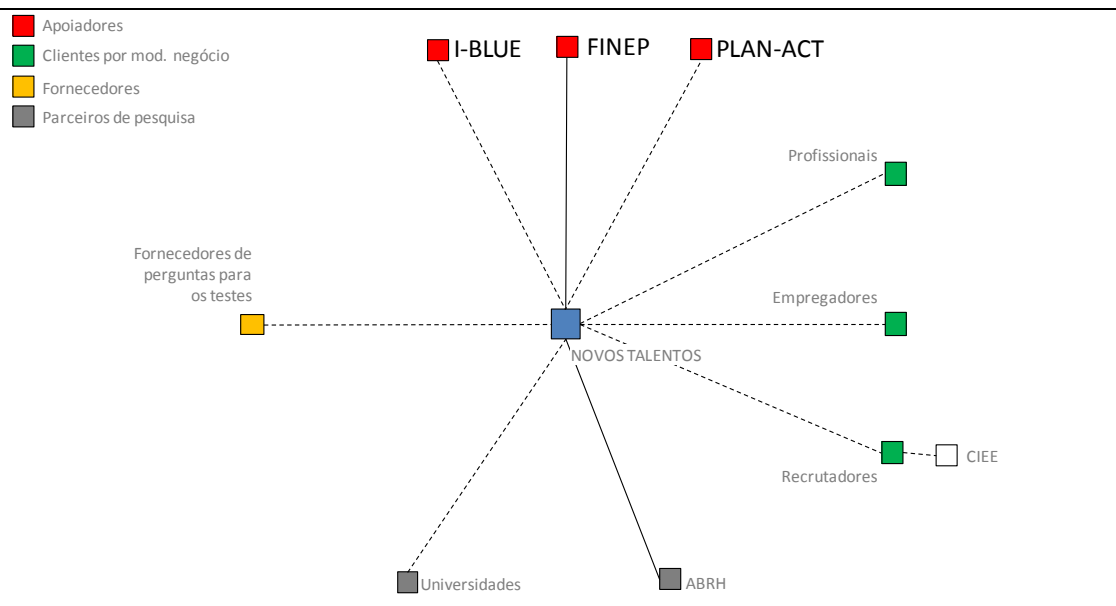 Apoiadores
Clientes por mod. negócio
Fornecedores
Parceiros de pesquisa
I-BLUE
FINEP
PLAN-ACT
Profissionais
Fornecedores de
perguntas para
os testes
Empregadores
NOVOS TALENTOS
Recrutadores
CIEE
Universidades
ABRH